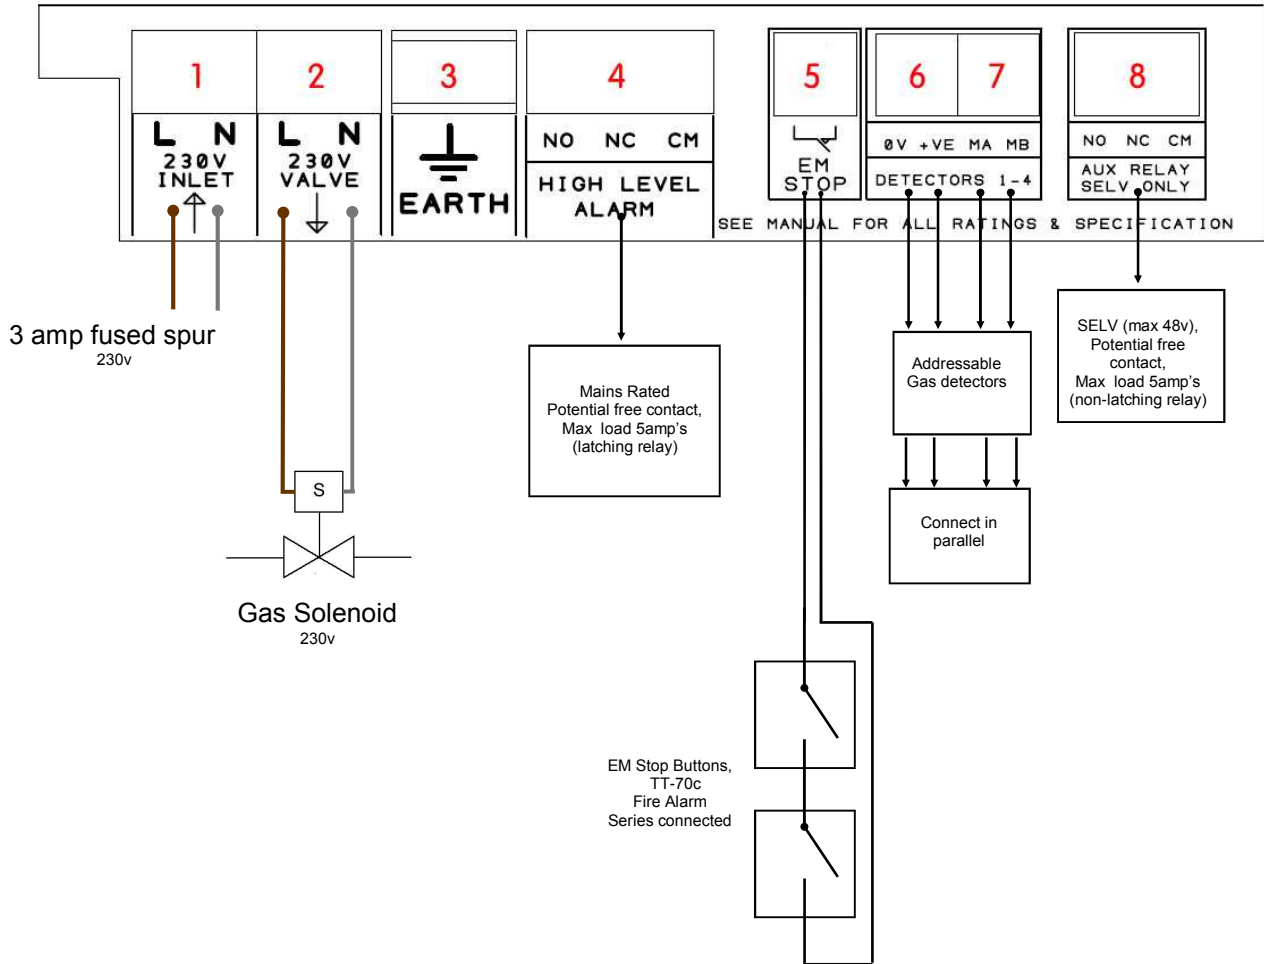 1
L N
230V
INLET
2
L N
230V
VALVE
3
EARTH
4
NO NC CM
HIGH LEVEL
ALARM
5
EM
STOP
6 7
0V +VE MA MB
DETECTORS 1-4
8
NO NC CM
AUX RELAY
SELV ONLY
SEE MANUAL FOR ALL RATINGS & SPECIFICATION
3 amp fused spur
230v
S
Gas Solenoid
230v
Mains Rated
Potential free contact,
Max load 5amp's
(latching relay)
EM Stop Buttons,
TT-70c
Fire Alarm
Series connected
Addressable
Gas detectors
Connect in
parallel
SELV (max 48v),
Potential free
contact,
Max load 5amp's
(non-latching relay)